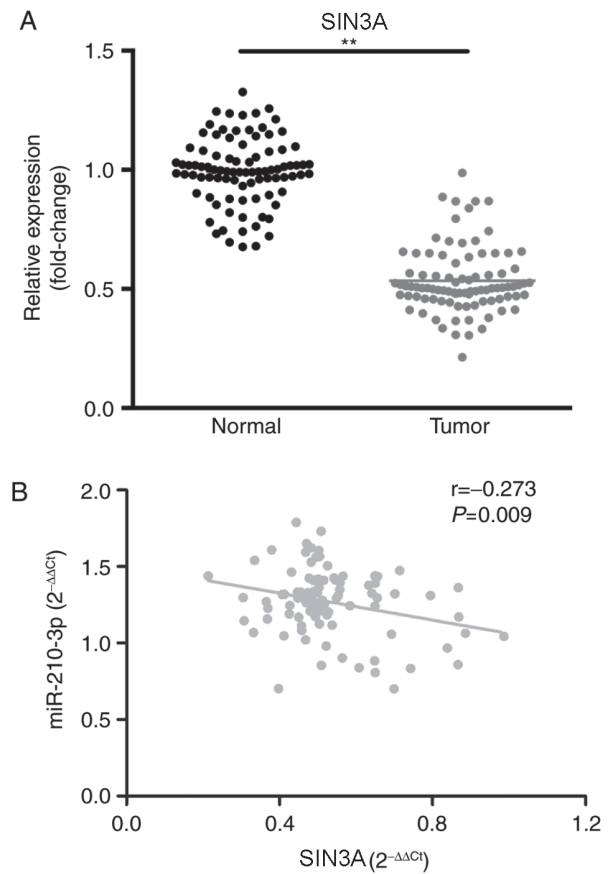 A
SIN3A
**
1.5
1.0
0.5
0.0
Relative expression
(fold-change)
Normal
Tumor
B
r=−0.273
P=0.009
2.0
1.5
1.0
0.5
0.0
miR-210-3p (2−ΔΔCt)
0.0
0.4
0.8
1.2
SIN3A (2−ΔΔCt)